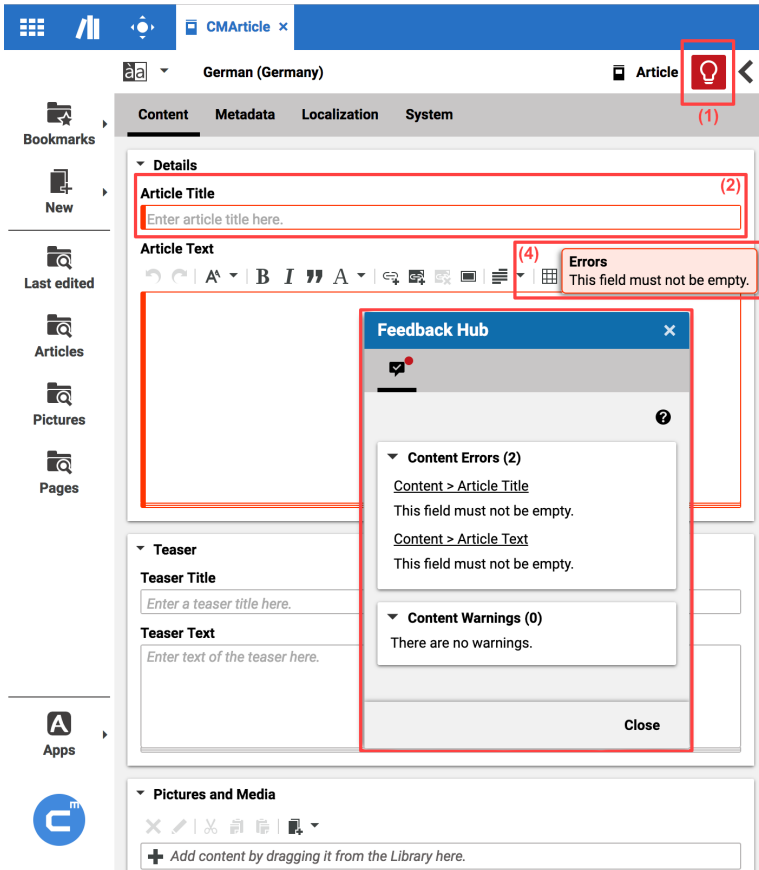 CMArticle
àa German (Germany)
Article
(1)
Content Metadata Localization System
Bookmarks
New
Last edited
Articles
Pictures
Pages
Apps
m
Details
(2)
Article Title
Enter article title here.
Article Text
(4)
Errors
This field must not be empty.
Feedback Hub
Content Errors (2)
Content > Article Title
This field must not be empty.
Content > Article Text
This field must not be empty.
Content Warnings (0)
There are no warnings.
Close
Teaser
Teaser Title
Enter a teaser title here.
Teaser Text
Enter text of the teaser here.
Pictures and Media
Add content by dragging it from the Library here.